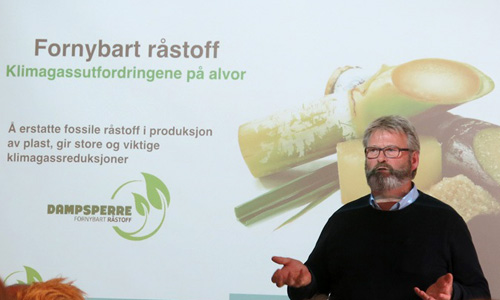 Fornybart råstoff
Klimagassutfordringene på alvor
Å erstatte fossile råstoff i produksjon
av plast, gir store og viktige
klimagassreduksjoner
DAMPSPERRE
FORNYBART RÅSTOFF